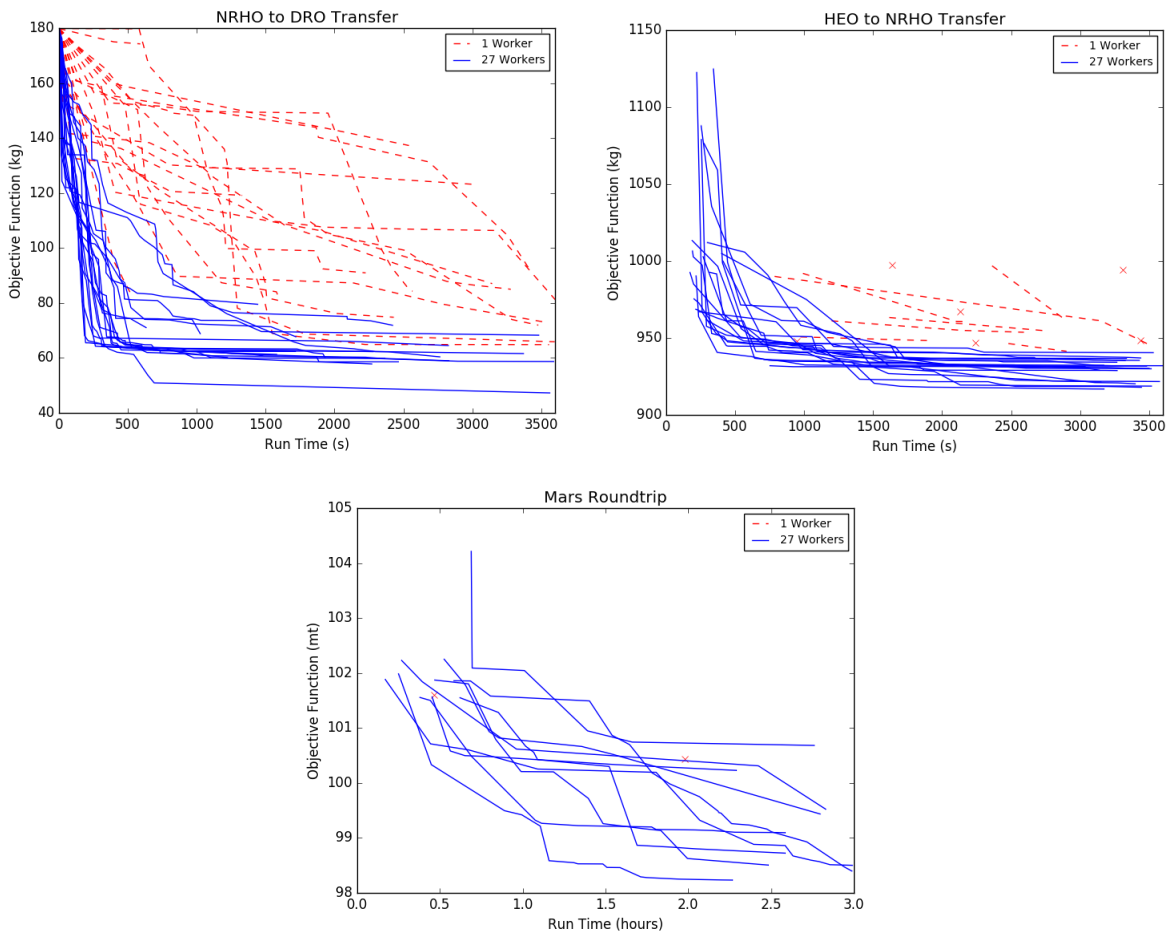 NRHO to DRO Transfer
180
160
140
120
100
80
60
40
Objective Function (kg)
0 500 1000 1500 2000 2500 3000 3500
Run Time (s)
1 Worker
27 Workers
HEO to NRHO Transfer
1150
1100
1050
1000
950
900
Objective Function (kg)
0 500 1000 1500 2000 2500 3000 3500
Run Time (s)
1 Worker
27 Workers
Mars Roundtrip
105
104
103
102
101
100
99
98
Objective Function (mt)
0.0 0.5 1.0 1.5 2.0 2.5 3.0
Run Time (hours)
1 Worker
27 Workers